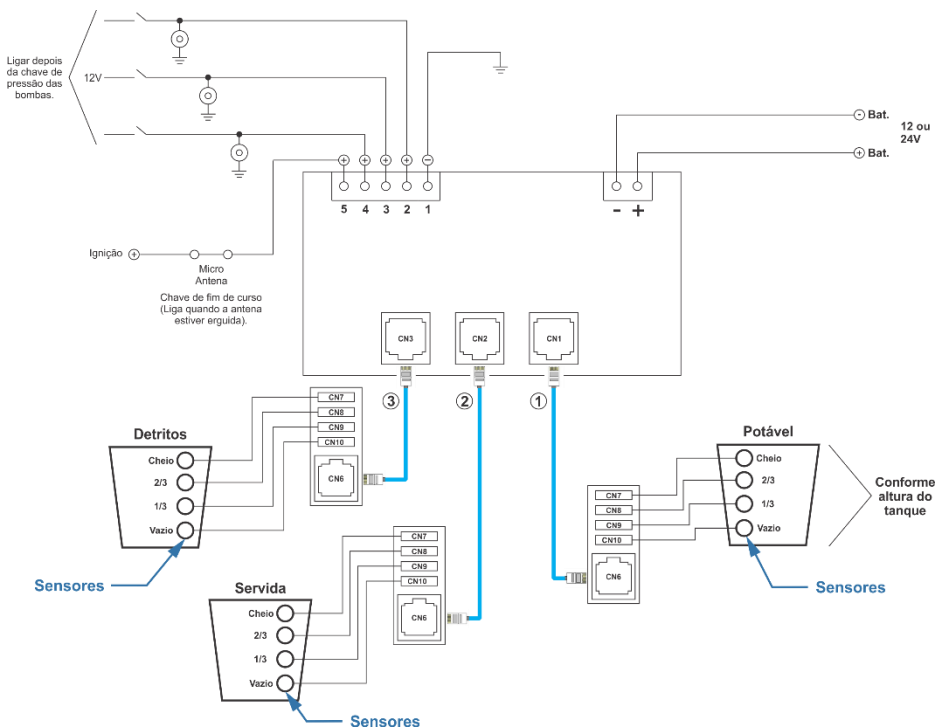 Ligar depois
da chave de
pressão das
bombas.
12V
- Bat.
12 ou
24V
+ Bat.
+ + + + -
5 4 3 2 1
- +
Ignição +
Micro
Antena
Chave de fim de curso
(Liga quando a antena
estiver erguida).
CN3 CN2 CN1
3 2 1
Detritos
Cheio
2/3
1/3
Vazio
CN7
CN8
CN9
CN10
CN6
Sensores
Servida
Cheio
2/3
1/3
Vazio
CN7
CN8
CN9
CN10
CN6
Sensores
CN7
CN8
CN9
CN10
CN6
Potável
Cheio
2/3
1/3
Vazio
Conforme
altura do
tanque
Sensores